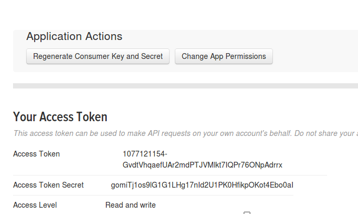 Application Actions
Regenerate Consumer Key and Secret
Change App Permissions
Your Access Token
This access token can be used to make API requests on your own account's behalf. Do not share your
Access Token
1077121154-
GvdtVhqaefUAr2mdPTJVMlkt7IQPr76ONpAdrrx
Access Token Secret
gomiTj1os9lG1G1LHg17nId2U1PK0HfikpOKot4Ebo0aI
Access Level
Read and write